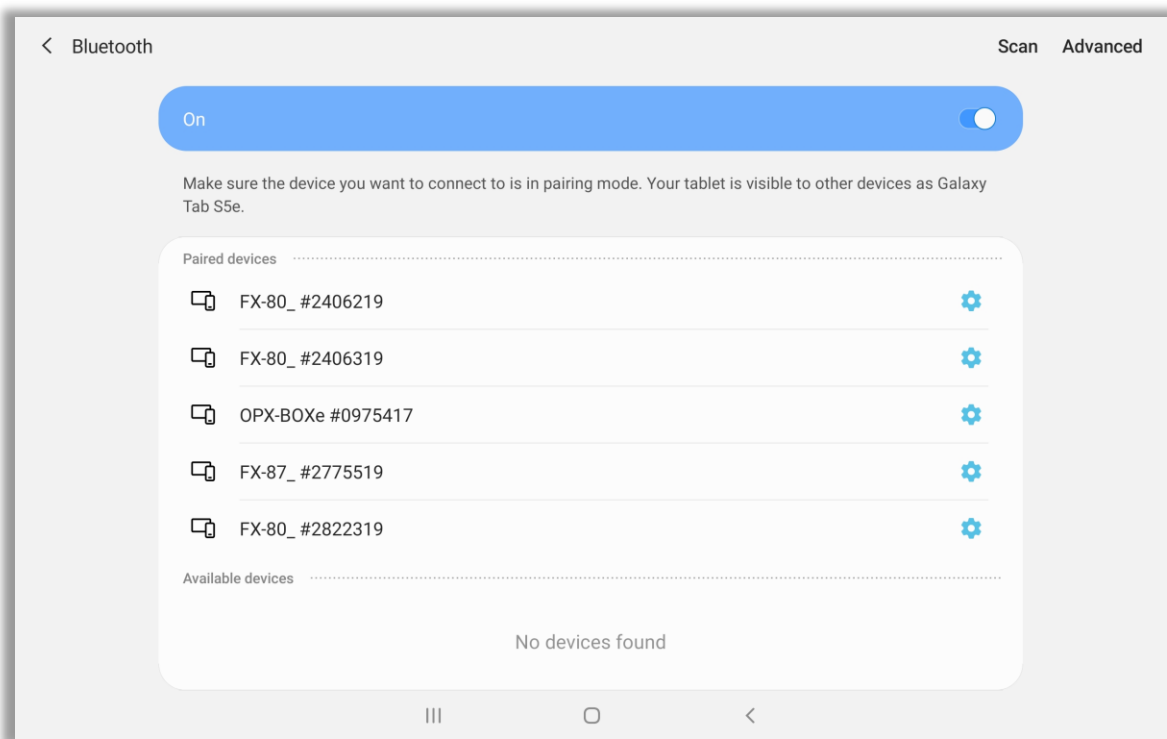 Bluetooth
Scan Advanced
On
Make sure the device you want to connect to is in pairing mode. Your tablet is visible to other devices as Galaxy
Tab S5e.
Paired devices
FX-80_ #2406219
FX-80_ #2406319
OPX-BOXe #0975417
FX-87_ #2775519
FX-80_ #2822319
Available devices
No devices found